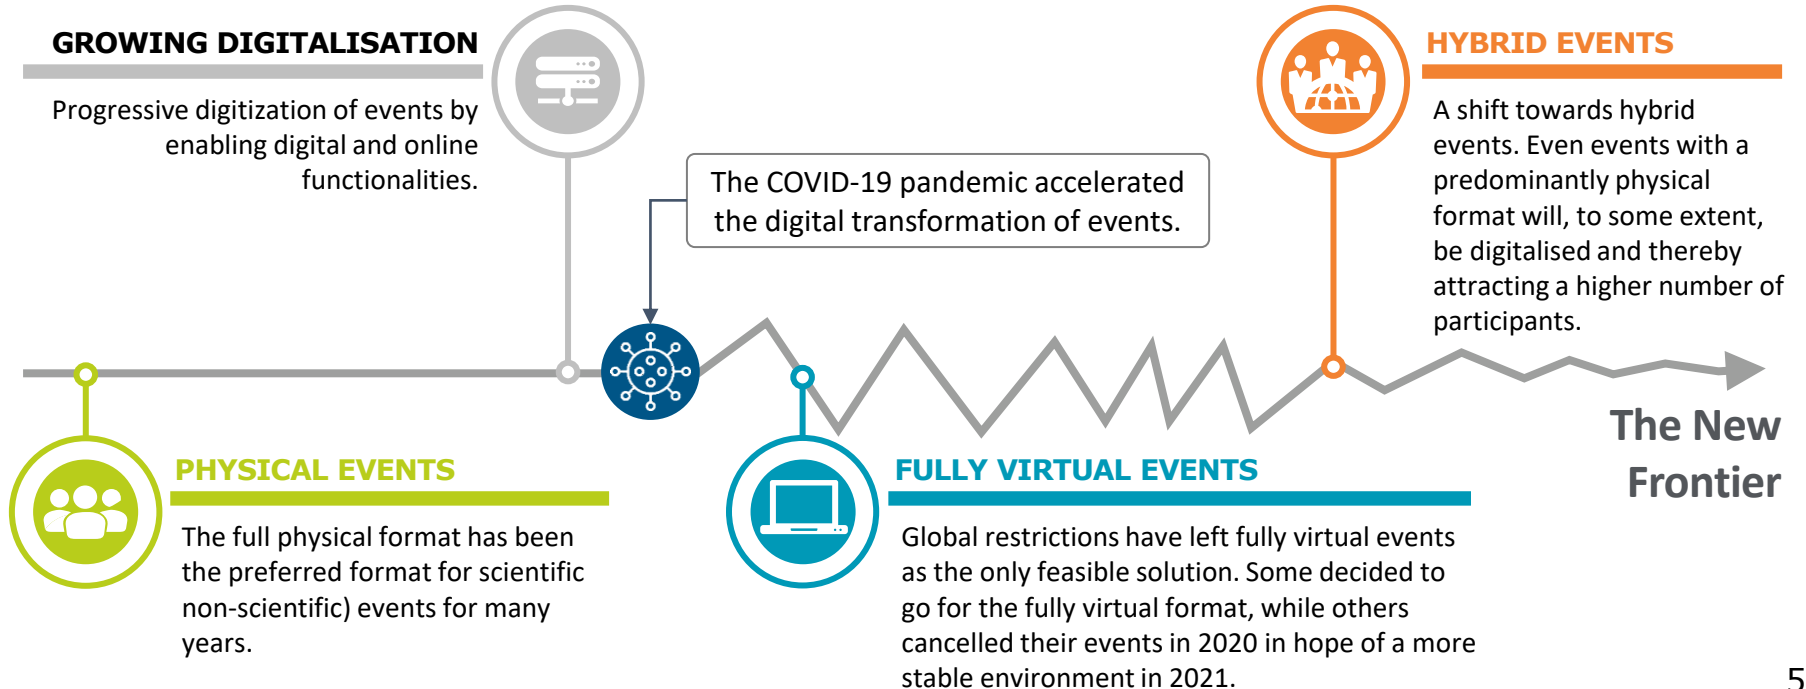 GROWING DIGITALISATION
Progressive digitization of events by
enabling digital and online
functionalities.
The COVID-19 pandemic accelerated
the digital transformation of events.
HYBRID EVENTS
A shift towards hybrid
events. Even events with a
predominantly physical
format will, to some extent,
be digitalised and thereby
attracting a higher number of
participants.
The New
Frontier
PHYSICAL EVENTS
The full physical format has been
the preferred format for scientific
non-scientific) events for many
years.
FULLY VIRTUAL EVENTS
Global restrictions have left fully virtual events
as the only feasible solution. Some decided to
go for the fully virtual format, while others
cancelled their events in 2020 in hope of a more
stable environment in 2021.
5